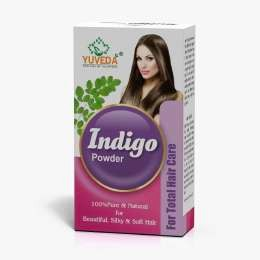 YUVEDA®
Indigo
Powder
100%Pure & Natural
for
Beautiful, Silky & Soft Hair
For Total Hair Care